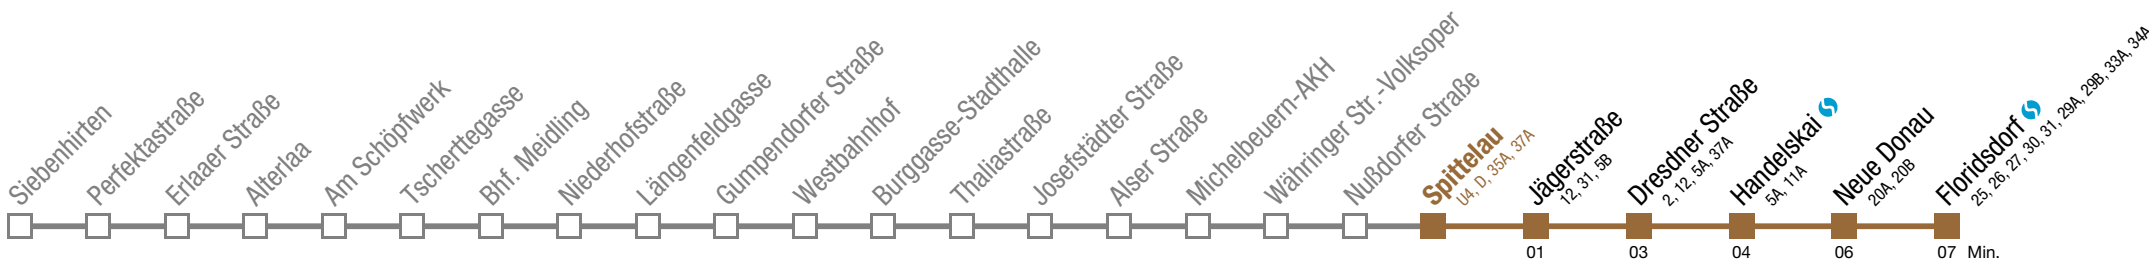 Siebenhirten
Perfektastraße
Erlaaer Straße
Alterlaa
Am Schöpfwerk
Tscherttegasse
Bhf. Meidling
Niederhofstraße
Längenfeldgasse
Gumpendorfer Straße
Westbahnhof
Burggasse-Stadthalle
Thaliastraße
Josefstädter Straße
Alser Straße
Michelbeuern-AKH
Währinger Str.-Volksoper
Nußdorfer Straße
Spittelau
U4, D, 35A, 37A
Jägerstraße
12, 31, 5B
Dresdner Straße
2, 12, 5A, 37A
Handelskai
5A, 11A
Neue Donau
20A, 20B
Floridsdorf
25, 26, 27, 30, 31, 29A, 29B, 33A, 34A
01 03 04 06 07 Min.